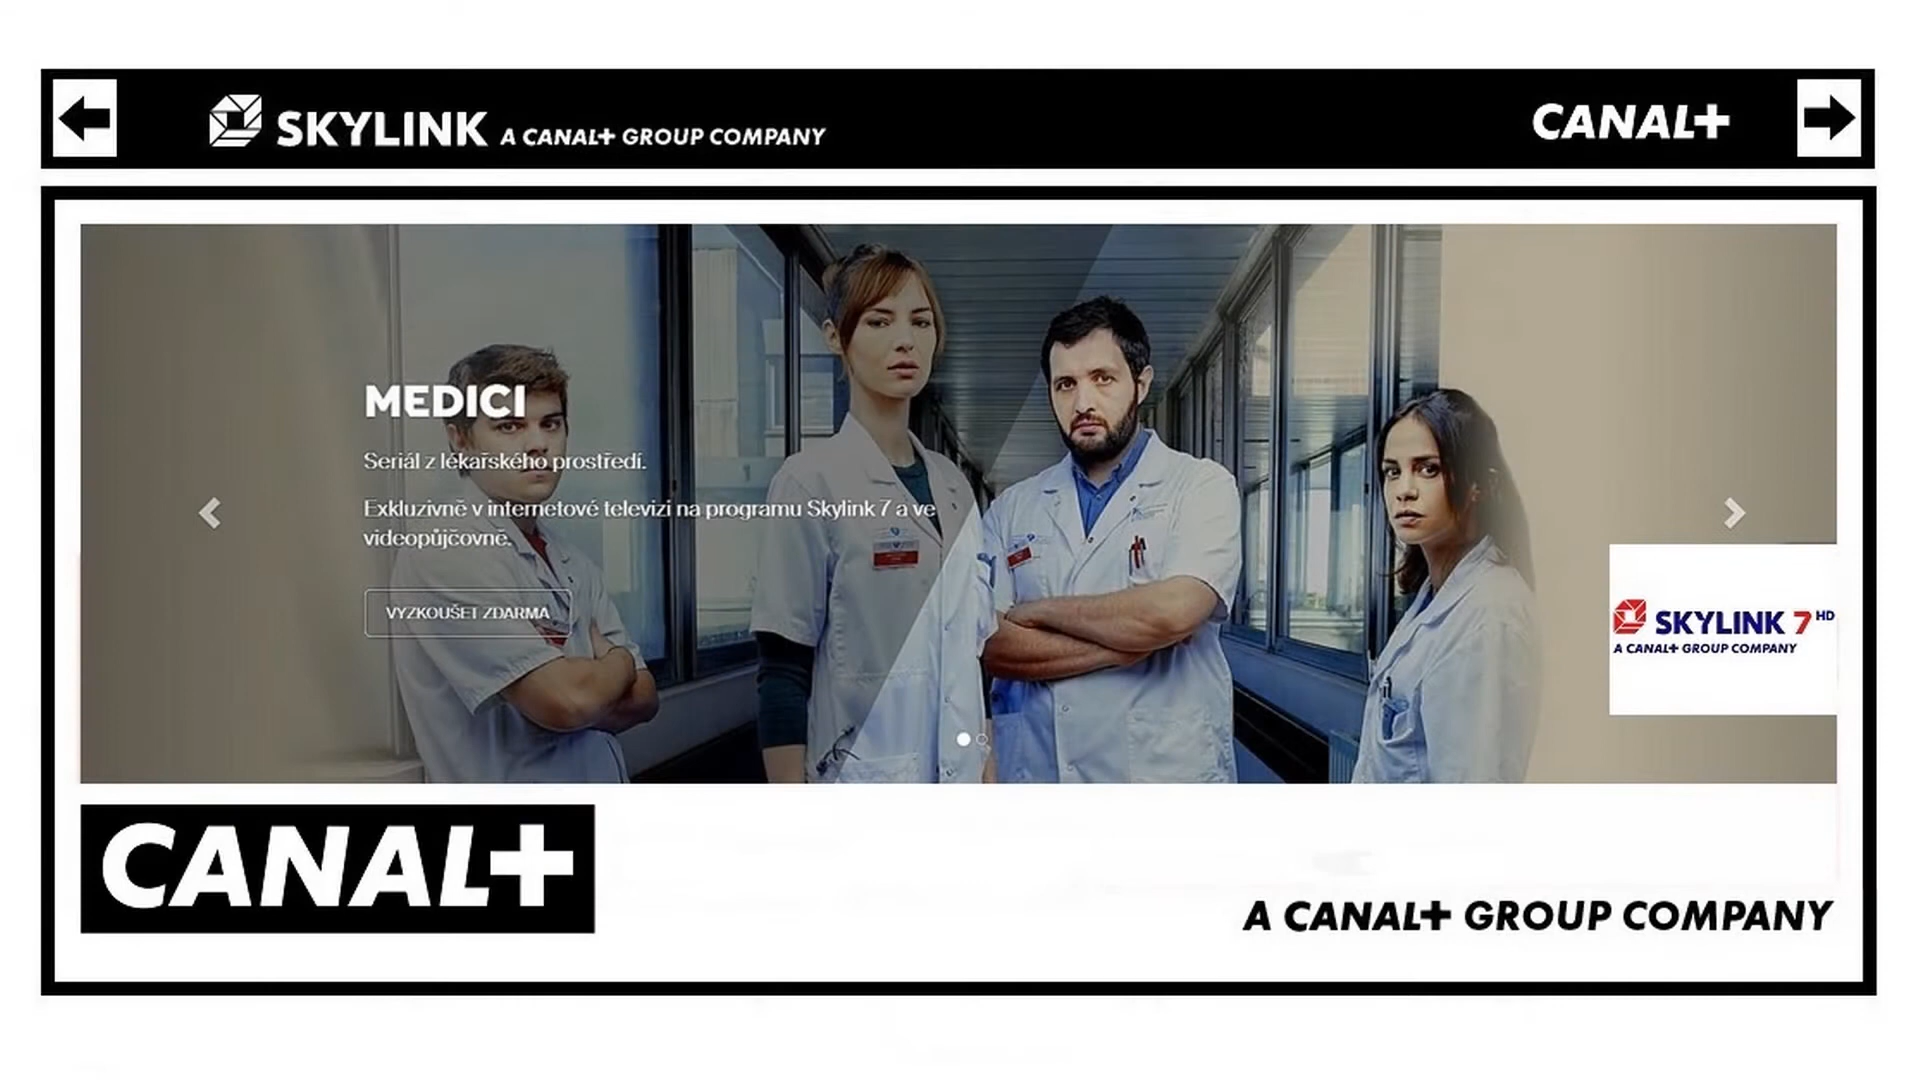 SKYLINK A CANAL+ GROUP COMPANY
CANAL+
MEDICI
Seriál z lékařského prostředí.
Exkluzivně v internetové televizi na programu Skylink 7 a ve
videopůjčovně.
VYZKOUŠET ZDARMA
SKYLINK 7 HD
A CANAL+ GROUP COMPANY
CANAL+
A CANAL+ GROUP COMPANY